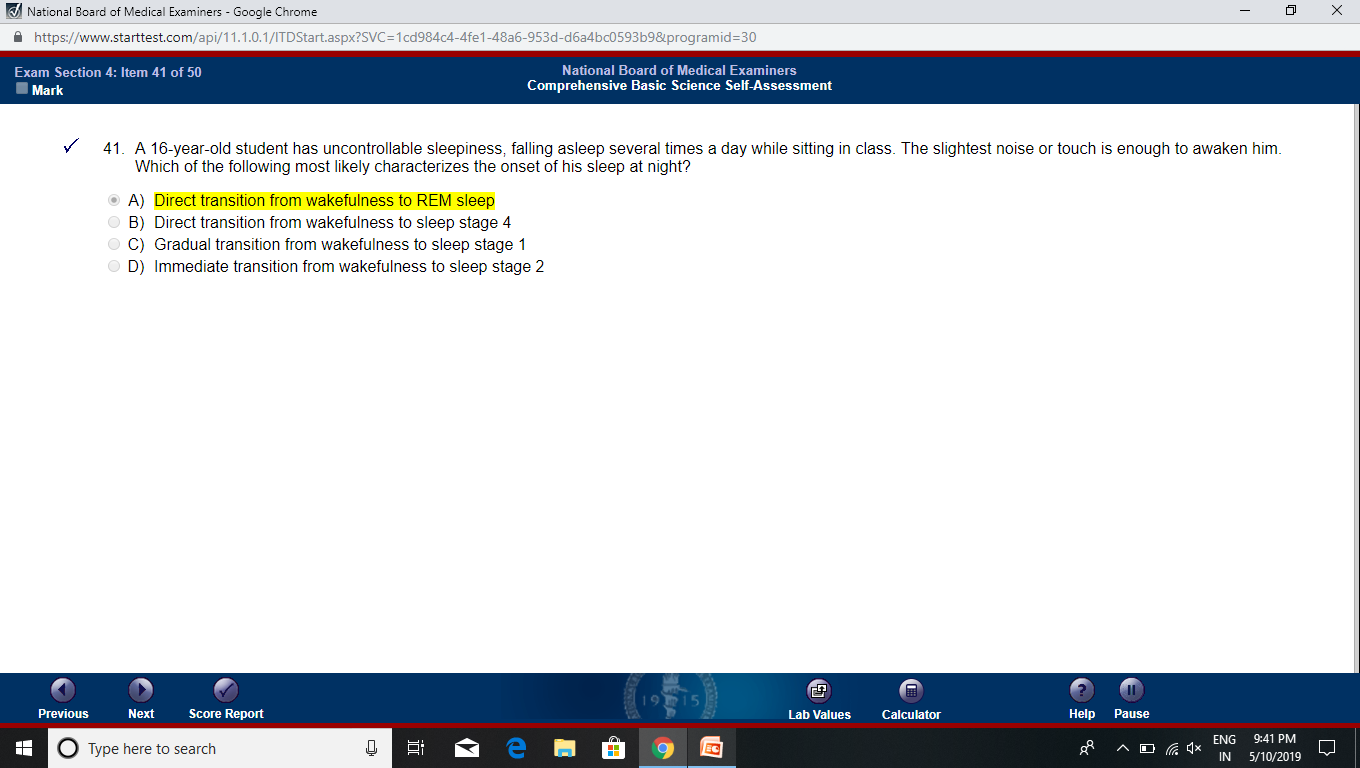 National Board of Medical Examiners - Google Chrome
https://www.starttest.com/api/11.1.0.1/ITDStart.aspx?SVC=1cd984c4-4fe1-48a6-953d-d6a4bc0593b9&programid=30
Exam Section 4: Item 41 of 50
Mark
National Board of Medical Examiners
Comprehensive Basic Science Self-Assessment
41. A 16-year-old student has uncontrollable sleepiness, falling asleep several times a day while sitting in class. The slightest noise or touch is enough to awaken him.
Which of the following most likely characterizes the onset of his sleep at night?
A) Direct transition from wakefulness to REM sleep
B) Direct transition from wakefulness to sleep stage 4
C) Gradual transition from wakefulness to sleep stage 1
D) Immediate transition from wakefulness to sleep stage 2
Previous
Next
Score Report
19 15
Lab Values
Calculator
Help
Pause
Type here to search
ENG
IN
9:41 PM
5/10/2019